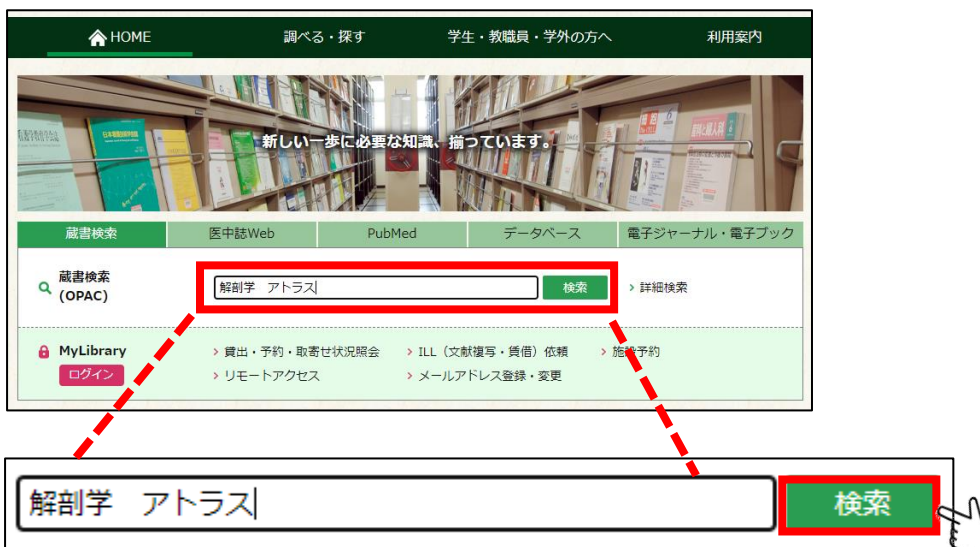 HOME 調べる・探す 学生・教職員・学外の方へ 利用案内
新しい一歩に必要な知識、揃っています。
蔵書検索 医中誌Web PubMed データベース 電子ジャーナル・電子ブック
蔵書検索
(OPAC)
解剖学 アトラス 検索 › 詳細検索
MyLibrary › 貸出・予約・取寄せ状況照会 › ILL（文献複写・賃借）依頼 › 施設予約
ログイン › リモートアクセス › メールアドレス登録・変更
解剖学 アトラス 検索